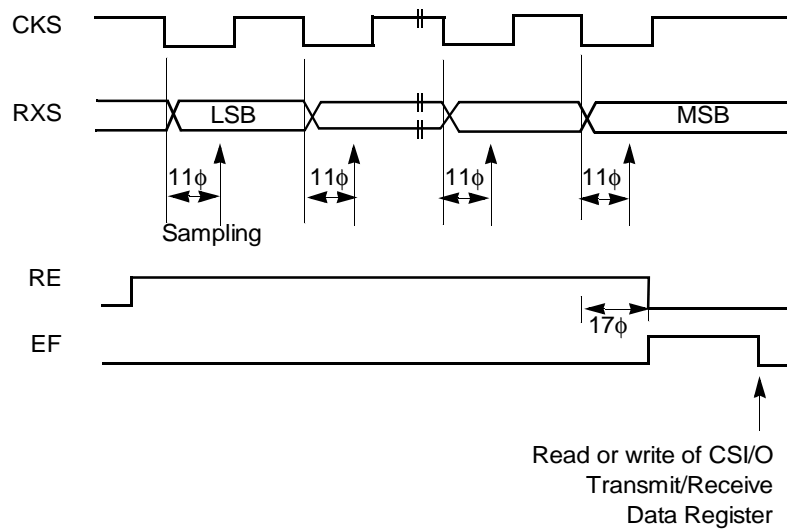 CKS
RXS
LSB
MSB
11ϕ
11ϕ
11ϕ
11ϕ
Sampling
RE
17ϕ
EF
Read or write of CSI/O
Transmit/Receive
Data Register